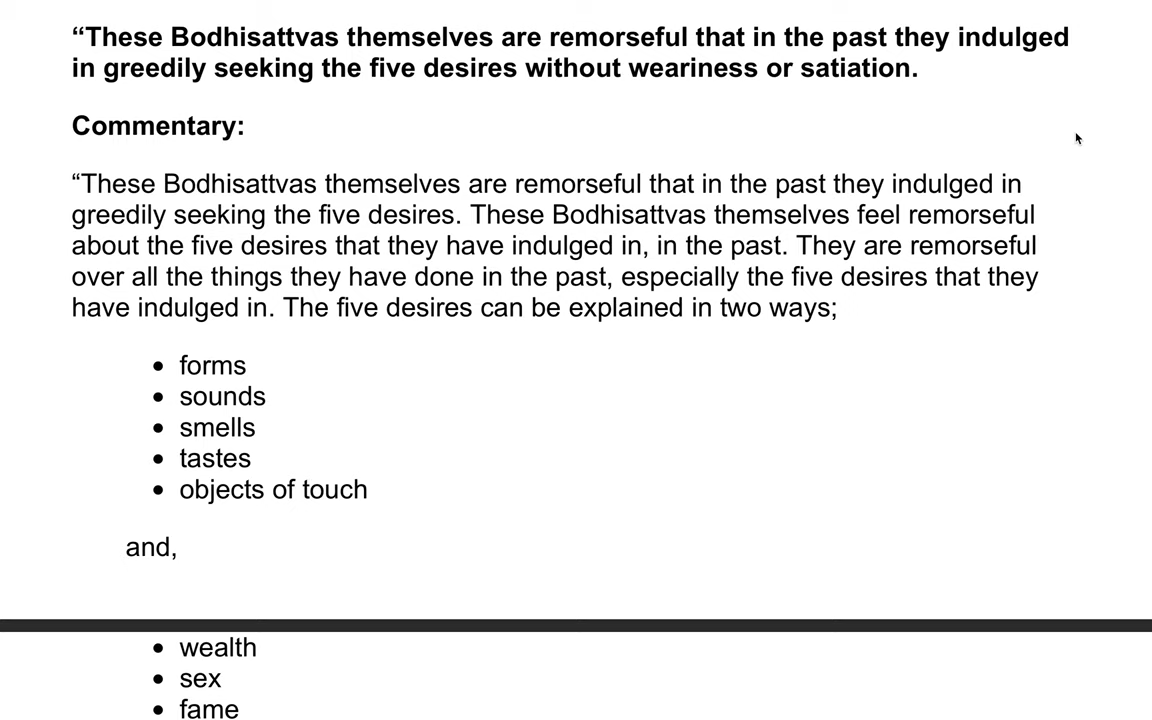 “These Bodhisattvas themselves are remorseful that in the past they indulged
in greedily seeking the five desires without weariness or satiation.
Commentary:
“These Bodhisattvas themselves are remorseful that in the past they indulged in
greedily seeking the five desires. These Bodhisattvas themselves feel remorseful
about the five desires that they have indulged in, in the past. They are remorseful
over all the things they have done in the past, especially the five desires that they
have indulged in. The five desires can be explained in two ways;
• forms
• sounds
• smells
• tastes
• objects of touch
and,
• wealth
• sex
• fame